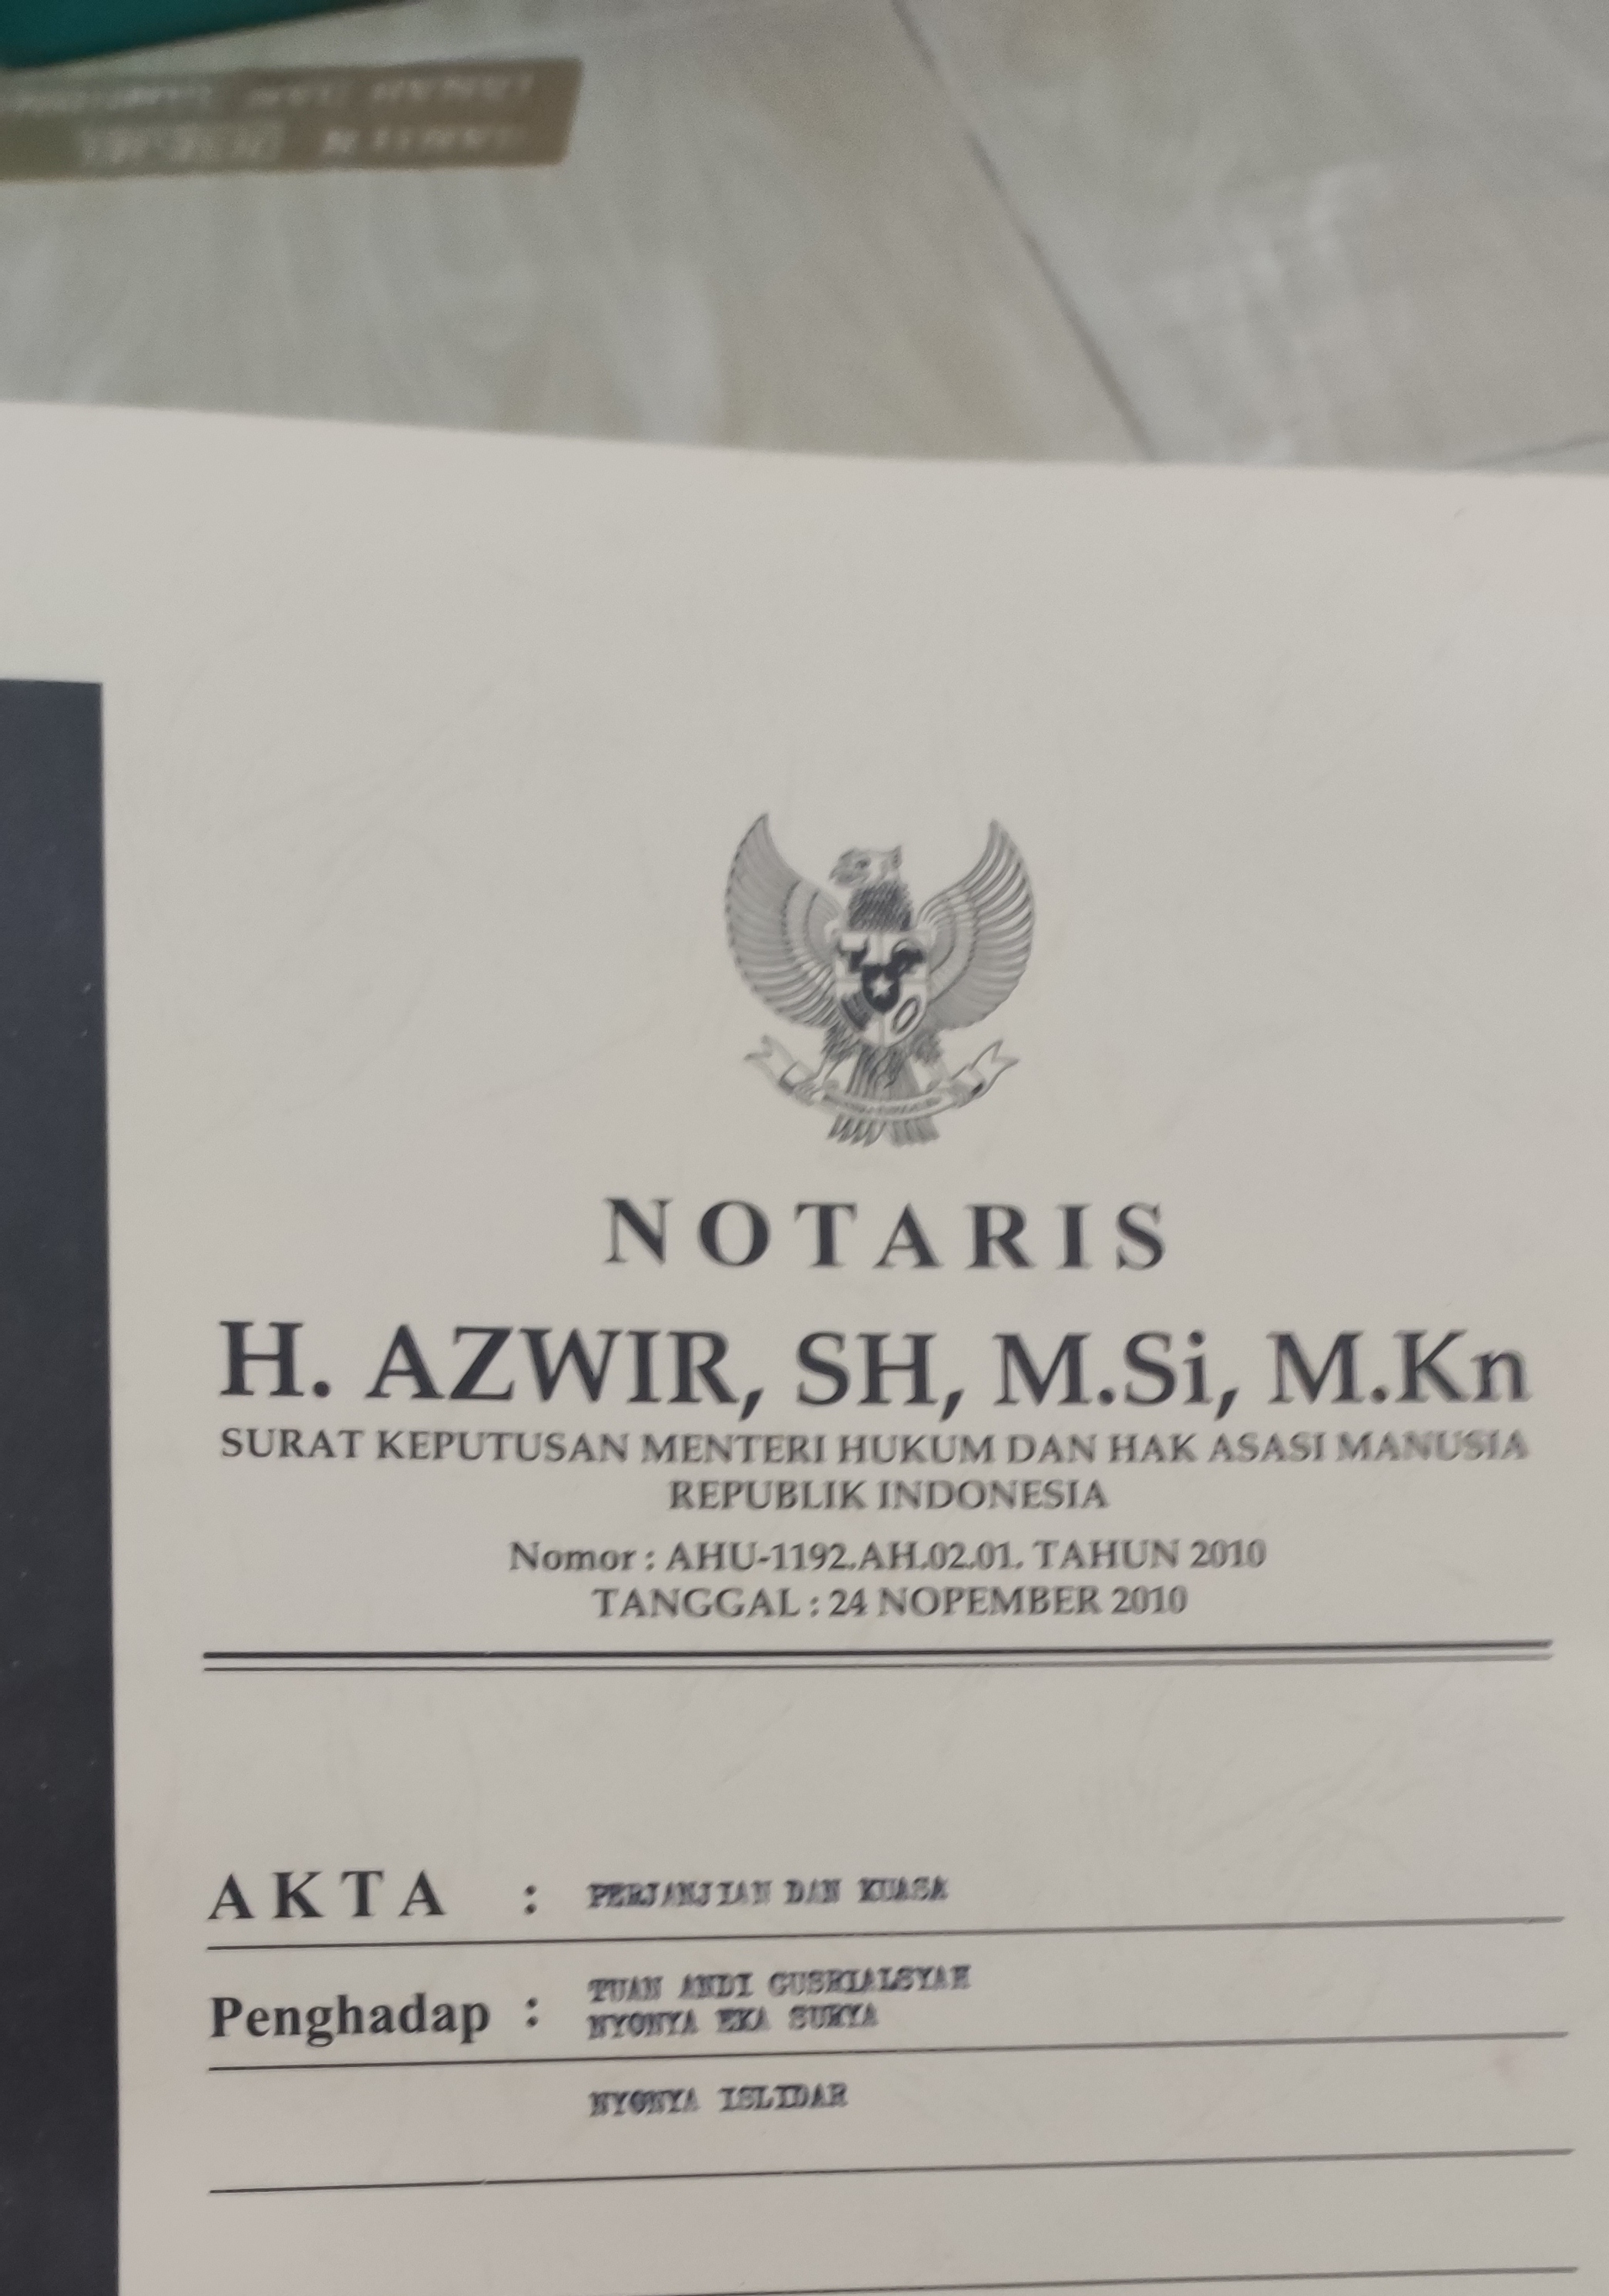 NOTARIS
H. AZWIR, SH, M.Si, M.Kn
SURAT KEPUTUSAN MENTERI HUKUM DAN HAK ASASI MANUSIA
REPUBLIK INDONESIA
Nomor : AHU-1192.AH.02.01. TAHUN 2010
TANGGAL : 24 NOPEMBER 2010
AKTA : PERJANJIAN DAN KUASA
TUAN ANDI GUSRIALSYAH
Penghadap : NYONYA EKA SURYA
NYONYA ISLIDAR